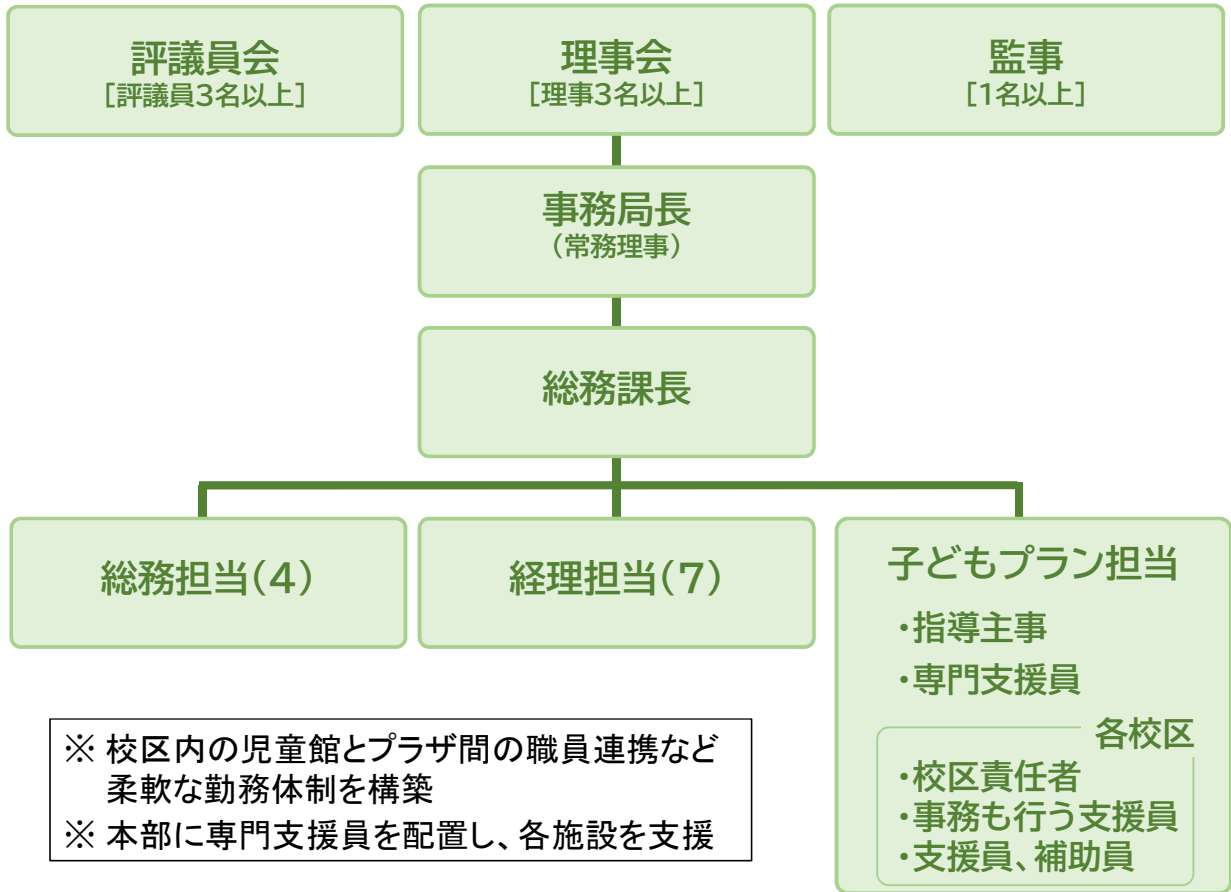 評議員会
[評議員3名以上]
理事会
[理事3名以上]
監事
[1名以上]
事務局長
(常務理事)
総務課長
総務担当(4)
経理担当(7)
子どもプラン担当
・指導主事
・専門支援員
各校区
・校区責任者
・事務も行う支援員
・支援員、補助員
※ 校区内の児童館とプラザ間の職員連携など
柔軟な勤務体制を構築
※ 本部に専門支援員を配置し、各施設を支援